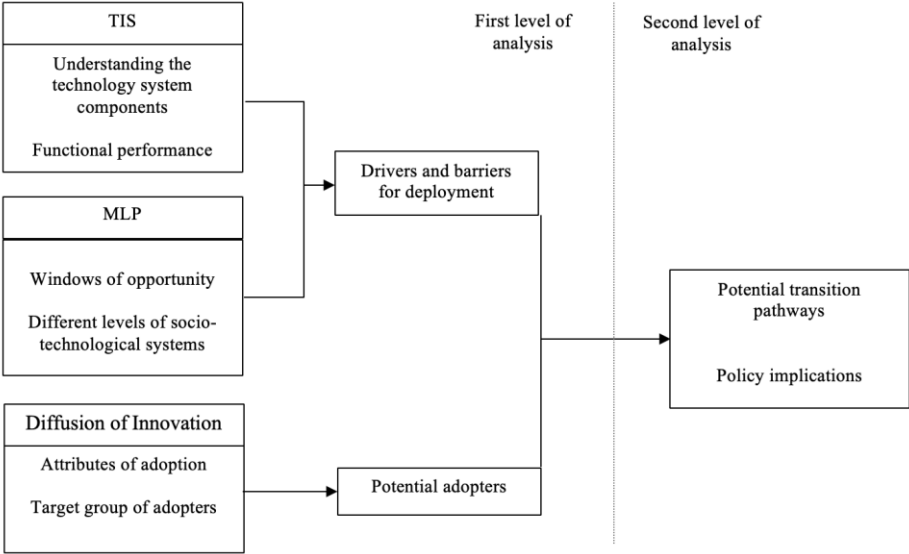 TIS
Understanding the
technology system
components
Functional performance
MLP
Windows of opportunity
Different levels of socio-
technological systems
Diffusion of Innovation
Attributes of adoption
Target group of adopters
Drivers and barriers
for deployment
Potential adopters
First level of
analysis
Second level of
analysis
Potential transition
pathways
Policy implications